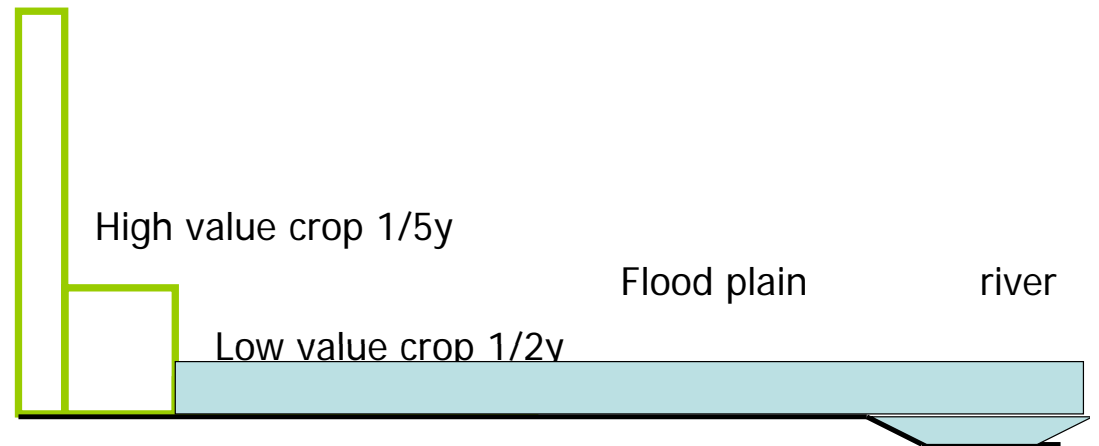 High value crop 1/5y
Flood plain river
Low value crop 1/2y